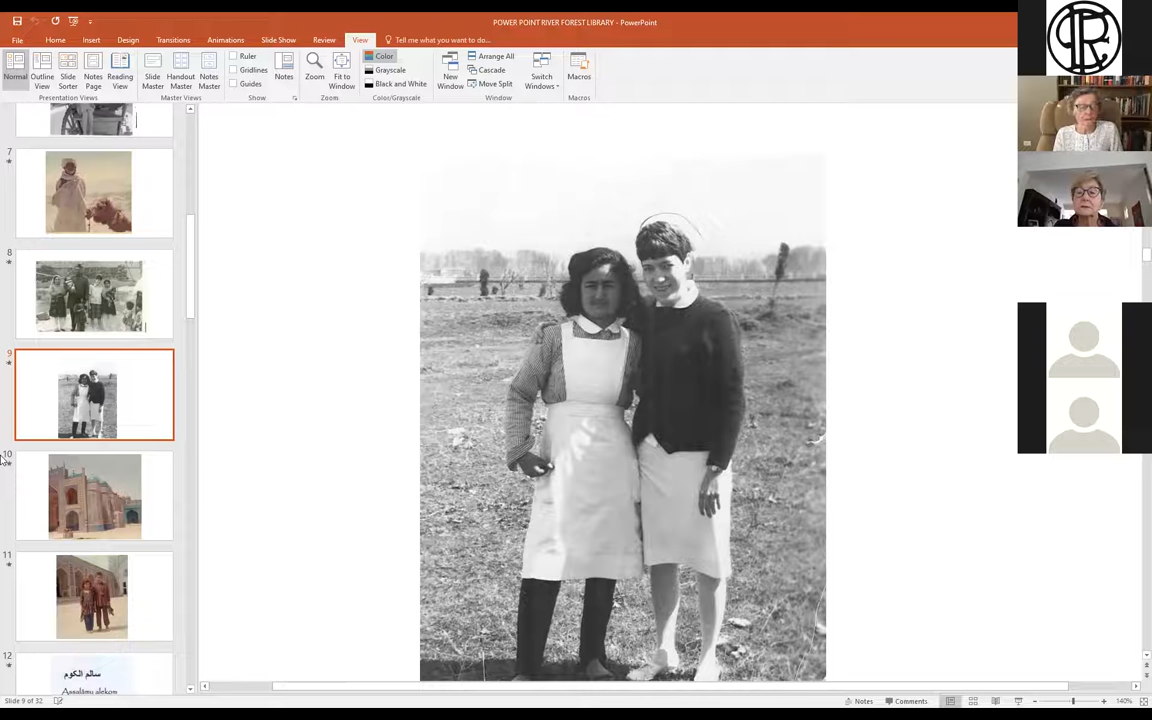 POWER POINT RIVER FOREST LIBRARY - PowerPoint
File Home Insert Design Transitions Animations Slide Show Review View Tell me what you want to do...
Normal
Outline View
Slide Sorter
Notes Page
Reading View
Presentation Views
Slide Master
Handout Master
Notes Master
Master Views
Ruler
Gridlines
Guides
Show
Notes
Zoom
Fit to Window
Zoom
Color
Grayscale
Black and White
Color/Grayscale
New Window
Arrange All
Cascade
Move Split
Switch Windows
Window
Macros
Macros
7
8
9
10
11
12
سالم الکوم
Assalāmu alekom
Slide 9 of 32
Notes
Comments
140%